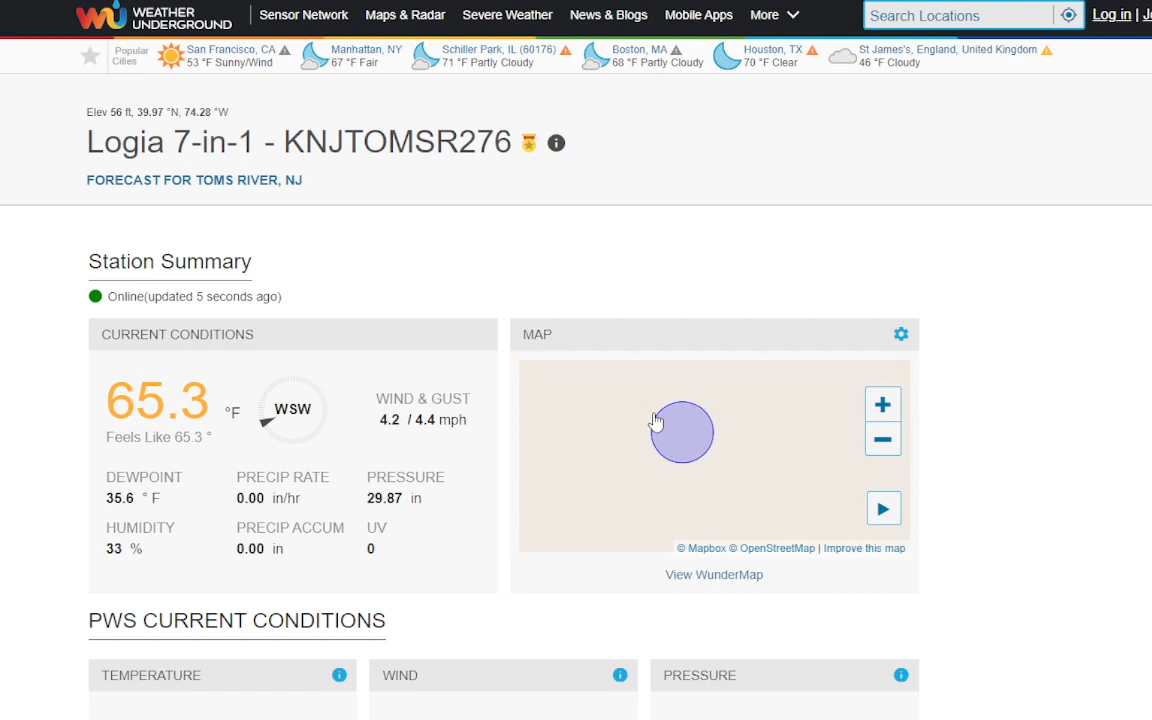 WEATHER UNDERGROUND Sensor Network Maps & Radar Severe Weather News & Blogs Mobile Apps More Search Locations Log in |
Popular Cities
San Francisco, CA
53 °F Sunny/Wind
Manhattan, NY
67 °F Fair
Schiller Park, IL (60176)
71 °F Partly Cloudy
Boston, MA
68 °F Partly Cloudy
Houston, TX
70 °F Clear
St James's, England, United Kingdom
46 °F Cloudy
Elev 56 ft, 39.97 °N, 74.28 °W
Logia 7-in-1 - KNJTOMSR276
FORECAST FOR TOMS RIVER, NJ
Station Summary
Online(updated 5 seconds ago)
CURRENT CONDITIONS
65.3 °F
Feels Like 65.3 °
WSW
WIND & GUST
4.2 / 4.4 mph
DEWPOINT
35.6 ° F
PRECIP RATE
0.00 in/hr
PRESSURE
29.87 in
HUMIDITY
33 %
PRECIP ACCUM
0.00 in
UV
0
MAP
+
−
© Mapbox © OpenStreetMap | Improve this map
View WunderMap
PWS CURRENT CONDITIONS
TEMPERATURE
WIND
PRESSURE